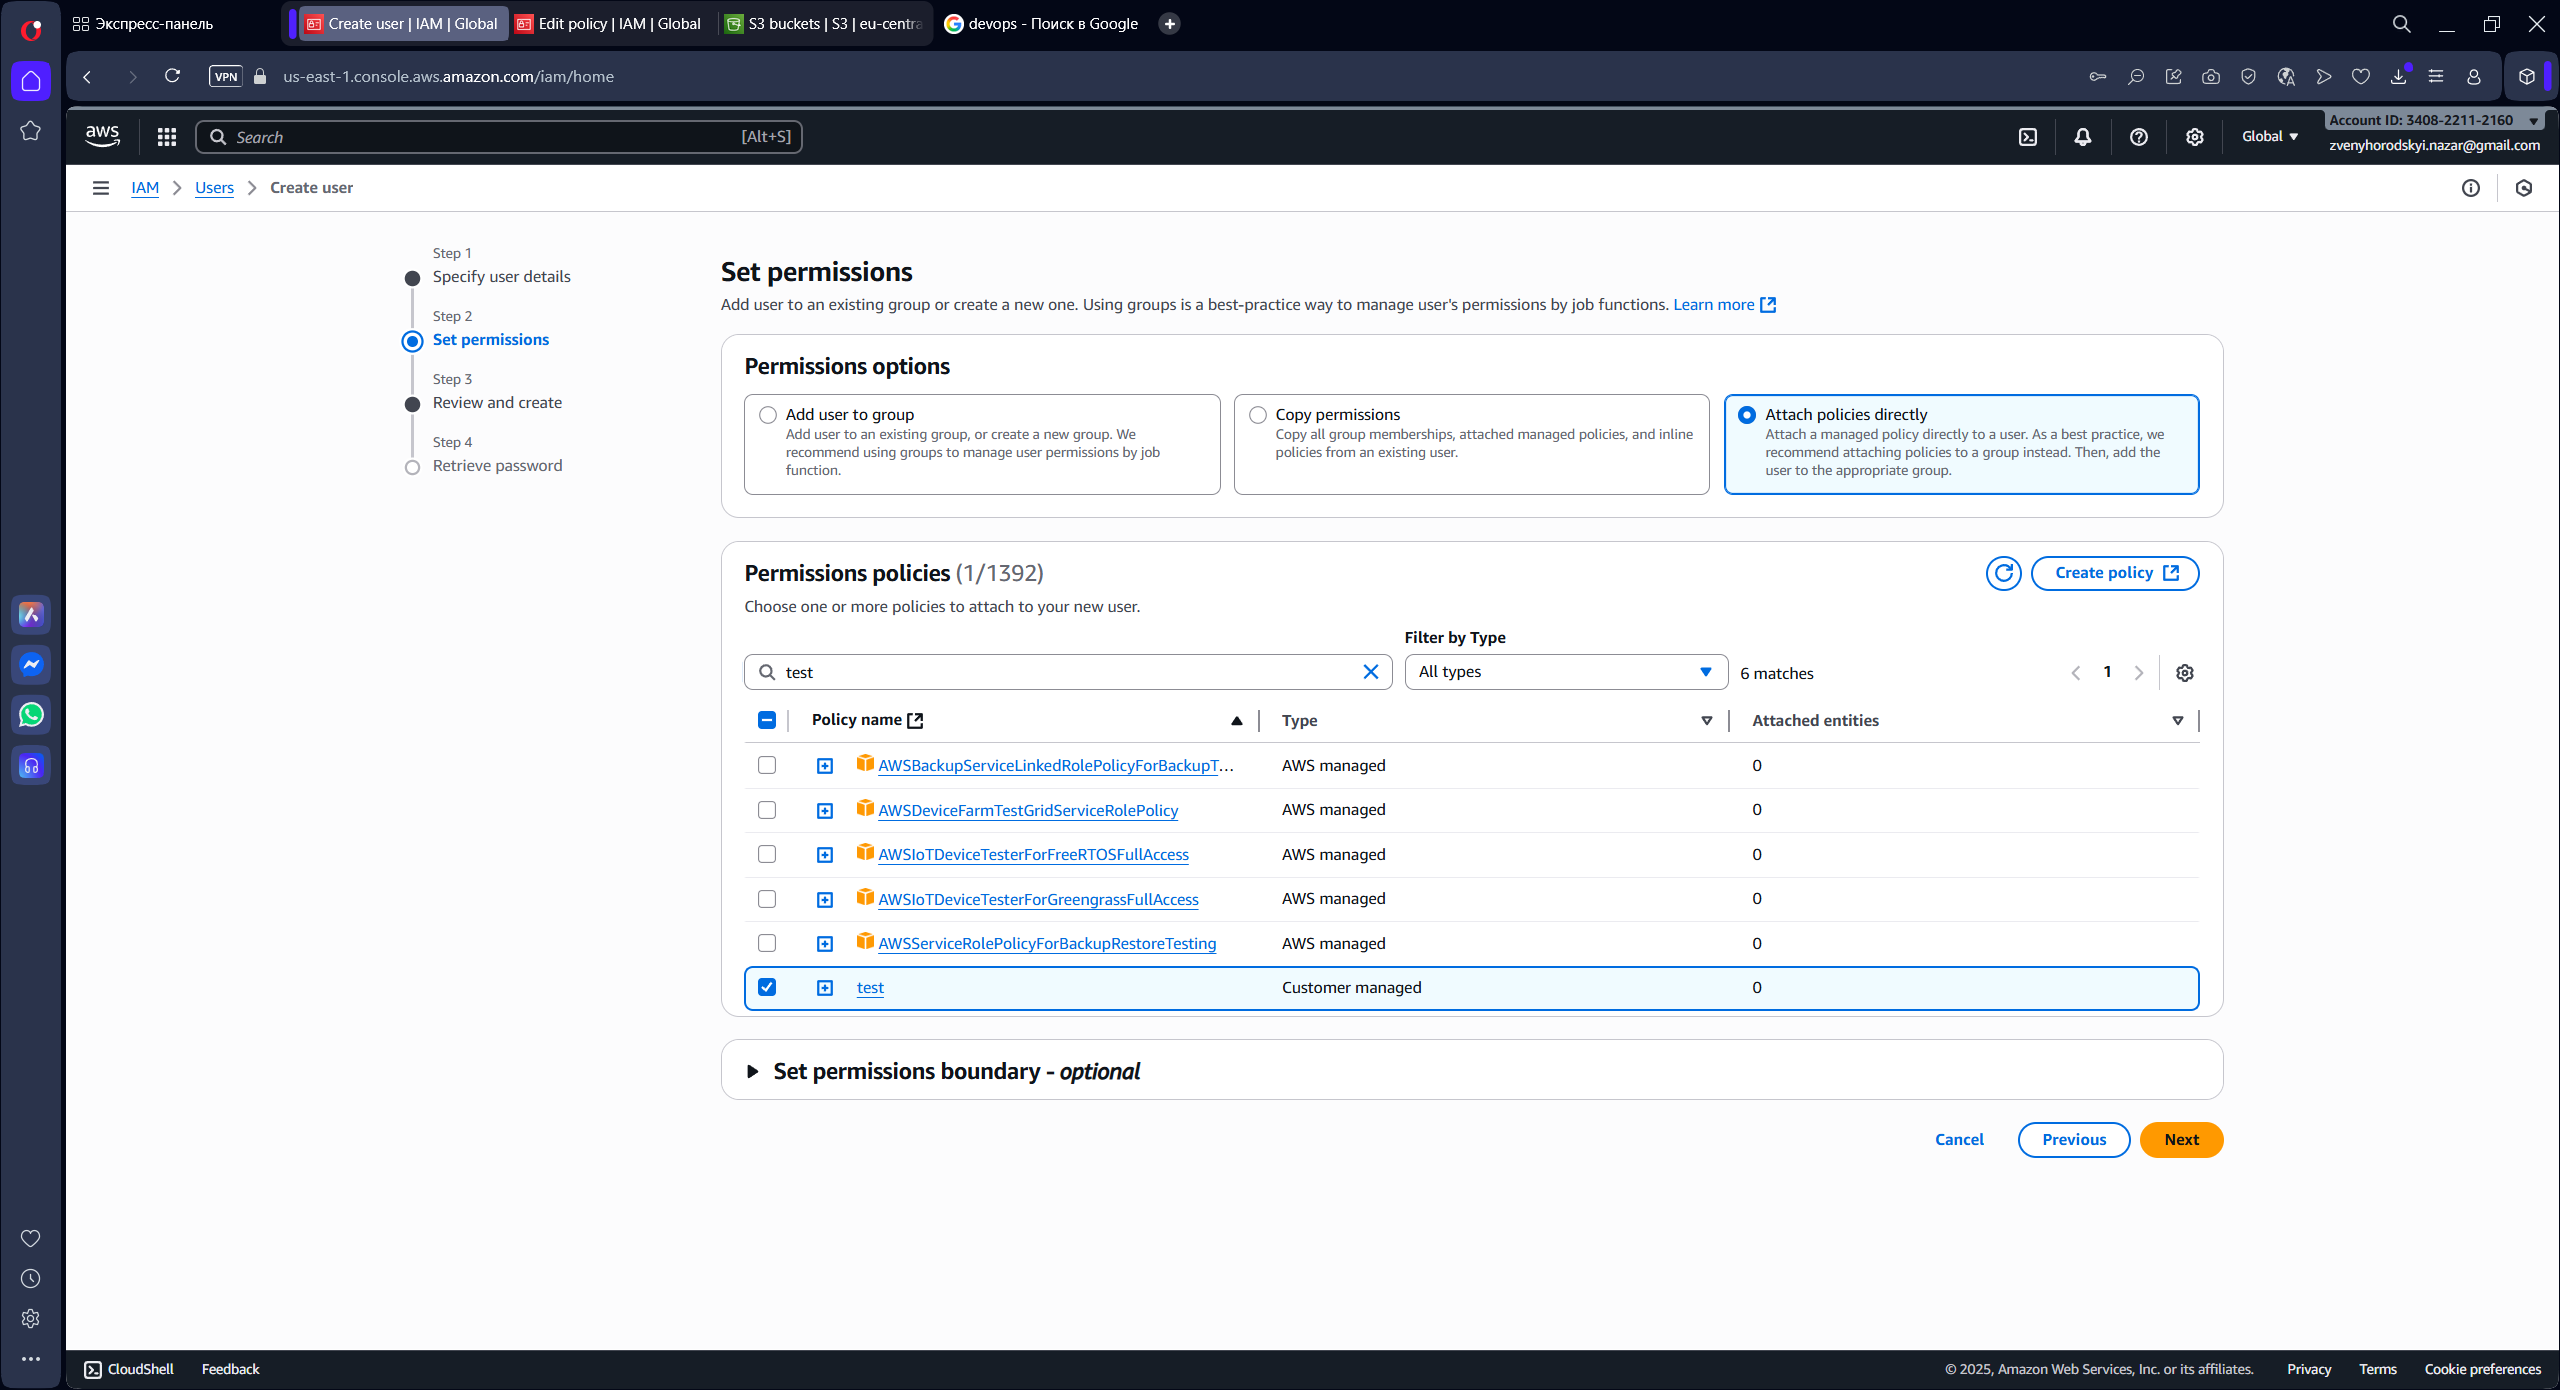 Экспресс-панель
Create user | IAM | Global
Edit policy | IAM | Global
S3 buckets | S3 | eu-centra
devops - Поиск в Google
VPN
us-east-1.console.aws.amazon.com/iam/home
aws
Search
[Alt+S]
Global
Account ID: 3408-2211-2160
zvenyhorodskyi.nazar@gmail.com
IAM
Users
Create user
Step 1
Specify user details
Step 2
Set permissions
Step 3
Review and create
Step 4
Retrieve password
Set permissions
Add user to an existing group or create a new one. Using groups is a best-practice way to manage user's permissions by job functions. Learn more
Permissions options
Add user to group
Add user to an existing group, or create a new group. We
recommend using groups to manage user permissions by job
function.
Copy permissions
Copy all group memberships, attached managed policies, and inline
policies from an existing user.
Attach policies directly
Attach a managed policy directly to a user. As a best practice, we
recommend attaching policies to a group instead. Then, add the
user to the appropriate group.
Permissions policies (1/1392)
Create policy
Choose one or more policies to attach to your new user.
Filter by Type
test
All types
6 matches
1
Policy name
Type
Attached entities
AWSBackupServiceLinkedRolePolicyForBackupT...
AWS managed
0
AWSDeviceFarmTestGridServiceRolePolicy
AWS managed
0
AWSIoTDeviceTesterForFreeRTOSFullAccess
AWS managed
0
AWSIoTDeviceTesterForGreengrassFullAccess
AWS managed
0
AWSServiceRolePolicyForBackupRestoreTesting
AWS managed
0
test
Customer managed
0
Set permissions boundary - optional
Cancel
Previous
Next
CloudShell
Feedback
© 2025, Amazon Web Services, Inc. or its affiliates.
Privacy
Terms
Cookie preferences